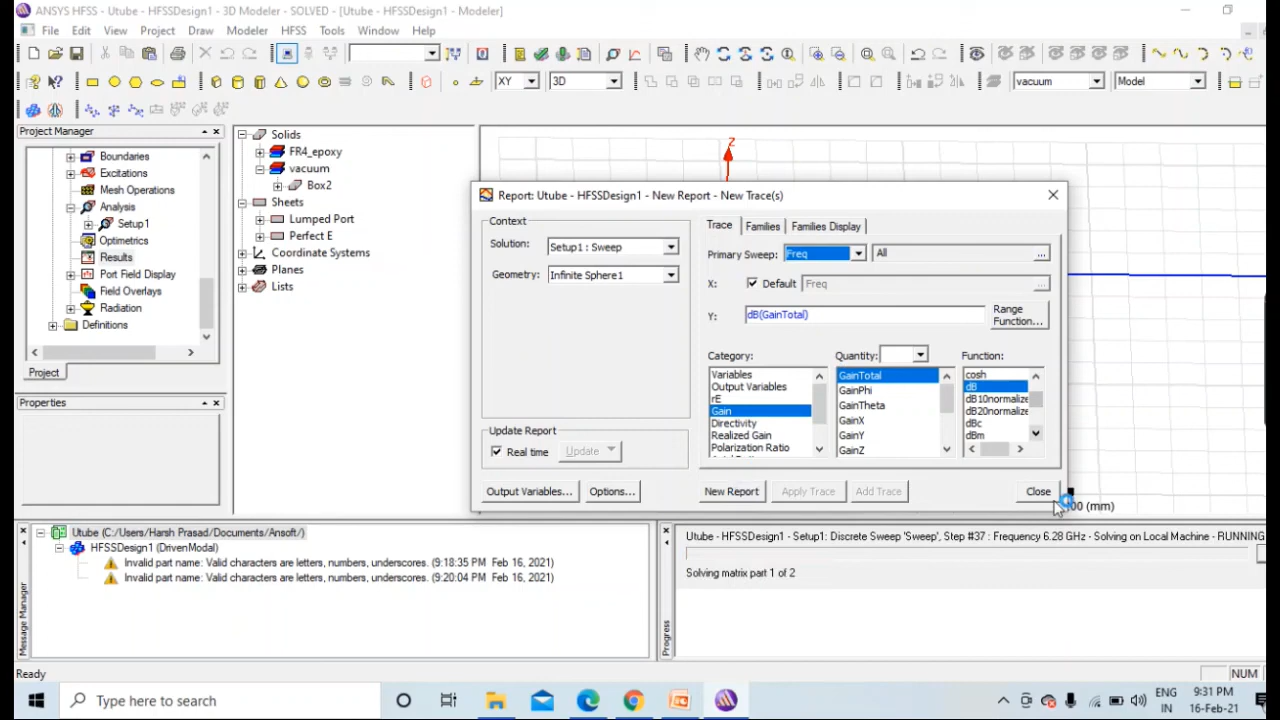 ANSYS HFSS - Utube - HFSSDesign1 - 3D Modeler - SOLVED - [Utube - HFSSDesign1 - Modeler]
File Edit View Project Draw Modeler HFSS Tools Window Help
XY 3D vacuum Model
Project Manager
Boundaries
Excitations
Mesh Operations
Analysis
Setup1
Optimetrics
Results
Port Field Display
Field Overlays
Radiation
Definitions
Project
Properties
Solids
FR4_epoxy
vacuum
Box2
Sheets
Lumped Port
Perfect E
Coordinate Systems
Planes
Lists
Z
Report: Utube - HFSSDesign1 - New Report - New Trace(s)
Context
Solution: Setup1 : Sweep
Geometry: Infinite Sphere1
Update Report
Real time Update
Output Variables... Options...
Trace Families Families Display
Primary Sweep: Freq All ...
X: Default Freq ...
Y: dB(GainTotal) Range Function...
Category: Quantity: Function:
Variables
Output Variables
rE
Gain
Directivity
Realized Gain
Polarization Ratio
GainTotal
GainPhi
GainTheta
GainX
GainY
GainZ
cosh
dB
dB10normalize
dB20normalize
dBc
dBm
New Report Apply Trace Add Trace Close
00 (mm)
Utube (C:/Users/Harsh Prasad/Documents/Ansoft/)
HFSSDesign1 (DrivenModal)
Invalid part name: Valid characters are letters, numbers, underscores. (9:18:35 PM Feb 16, 2021)
Invalid part name: Valid characters are letters, numbers, underscores. (9:20:04 PM Feb 16, 2021)
Message Manager
Utube - HFSSDesign1 - Setup1: Discrete Sweep 'Sweep', Step #37 : Frequency 6.28 GHz - Solving on Local Machine - RUNNING
Solving matrix part 1 of 2
Progress
Ready
NUM
Type here to search
ENG
IN
9:31 PM
16-Feb-21